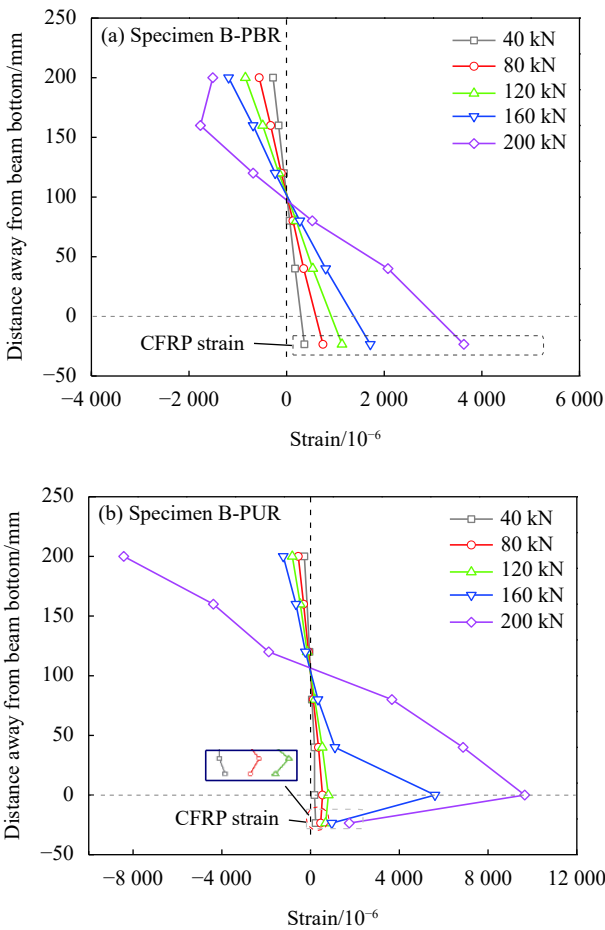 (a) Specimen B-PBR
40 kN
80 kN
120 kN
160 kN
200 kN
CFRP strain
Distance away from beam bottom/mm
250
200
150
100
50
0
−50
−4 000
−2 000
0
2 000
4 000
6 000
Strain/10⁻⁶
(b) Specimen B-PUR
40 kN
80 kN
120 kN
160 kN
200 kN
CFRP strain
Distance away from beam bottom/mm
250
200
150
100
50
0
−50
−8 000
−4 000
0
4 000
8 000
12 000
Strain/10⁻⁶